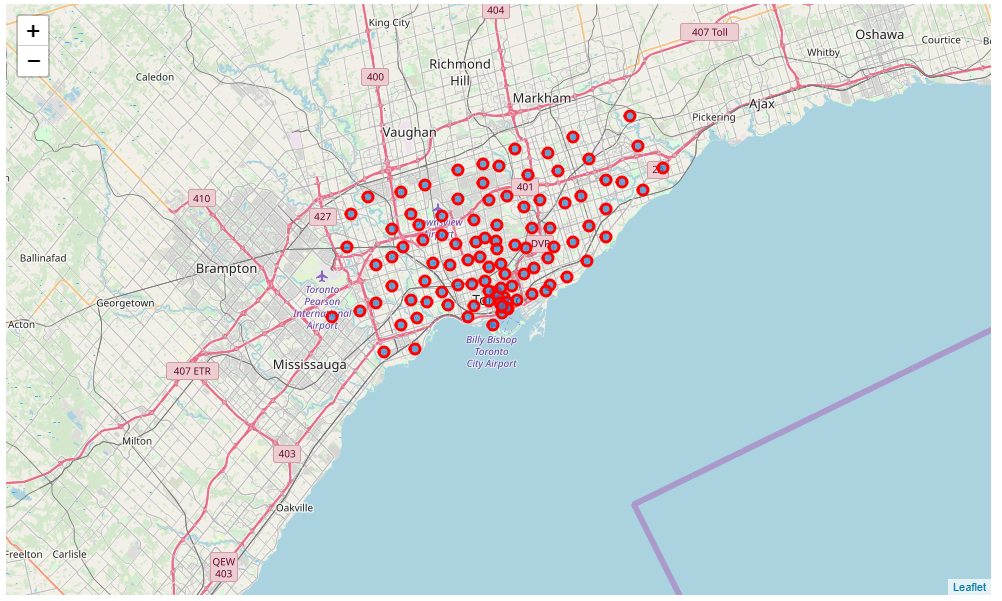 +
−
King City
404
407 Toll
Oshawa
Courtice
Whitby
Richmond
Hill
400
Caledon
Markham
Ajax
Pickering
Vaughan
401
410
427
DVP
Ballinafad
Brampton
Toronto
Pearson
International
Airport
Georgetown
Acton
Billy Bishop
Toronto
City Airport
Mississauga
407 ETR
Milton
403
Oakville
Freelton
Carlisle
QEW
403
Leaflet